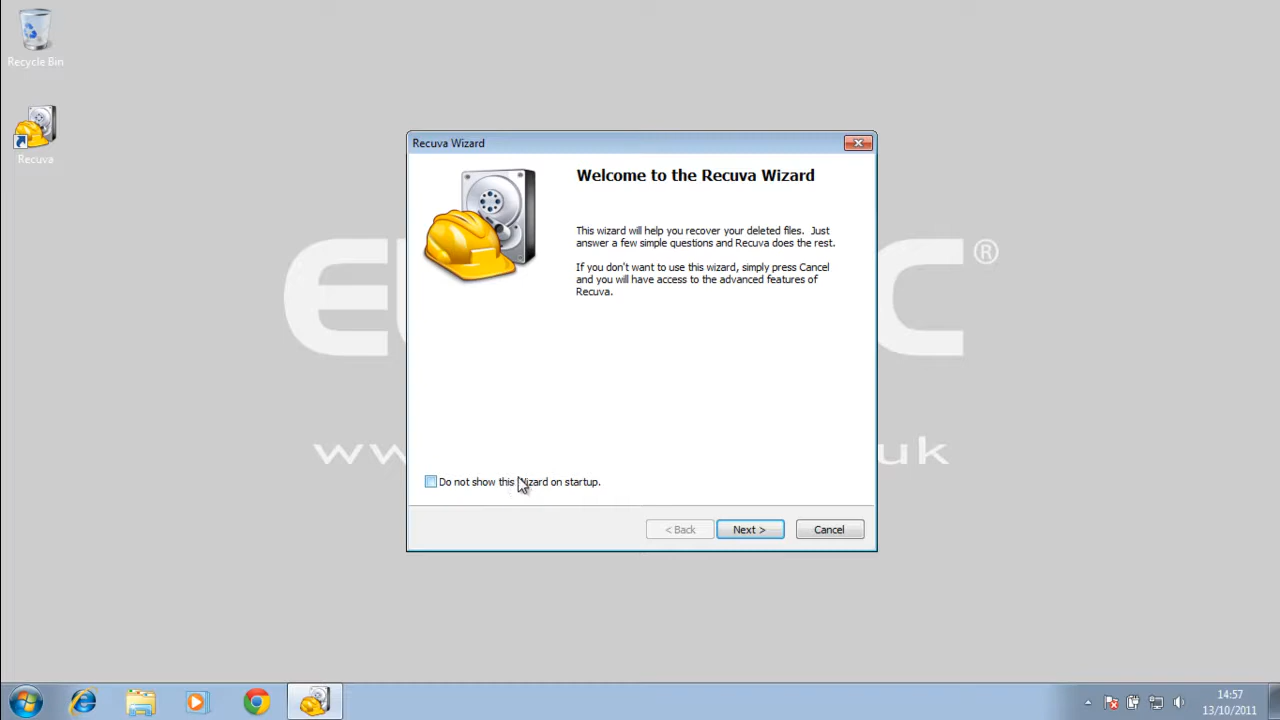 Recycle Bin
Recuva
Recuva Wizard
Welcome to the Recuva Wizard
This wizard will help you recover your deleted files. Just
answer a few simple questions and Recuva does the rest.
If you don't want to use this wizard, simply press Cancel
and you will have access to the advanced features of
Recuva.
Do not show this Wizard on startup.
< Back
Next >
Cancel
®
14:57
13/10/2011